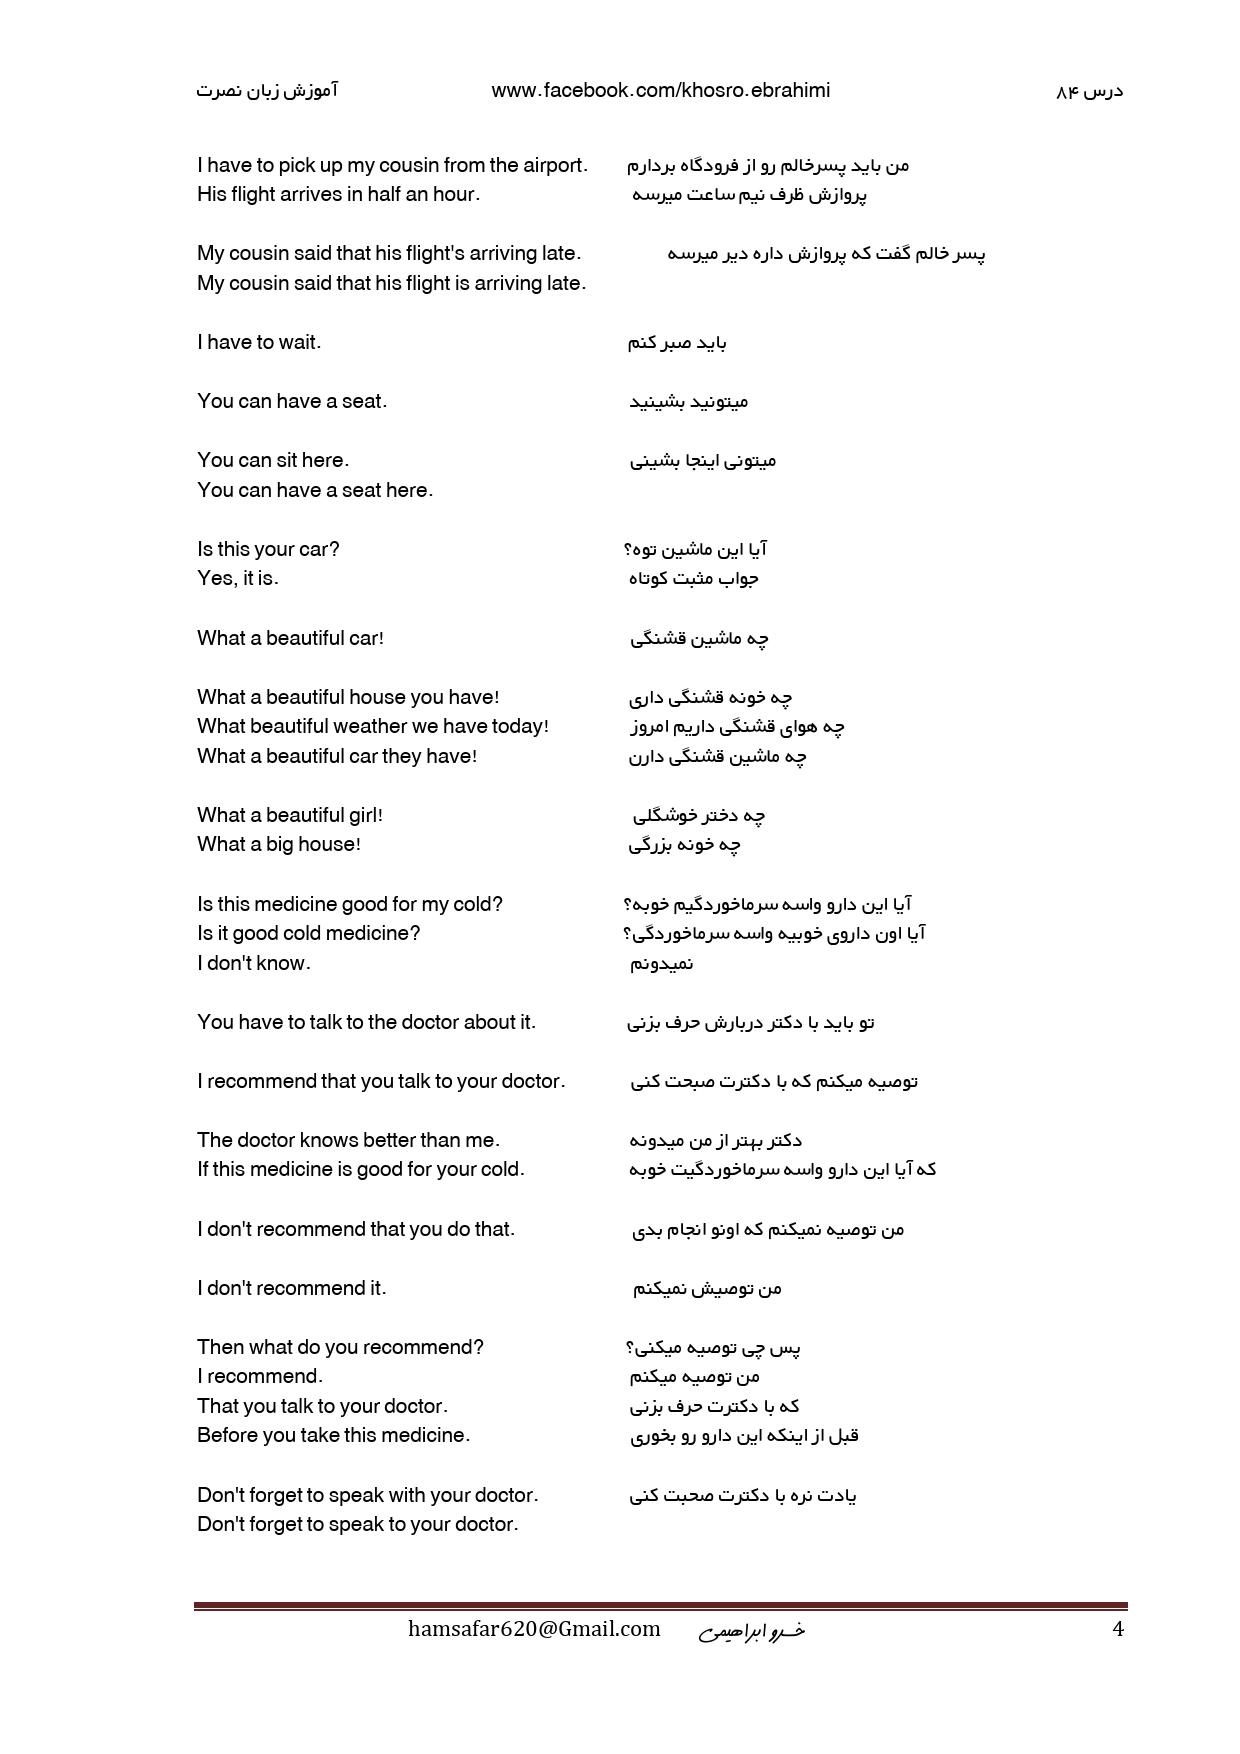 آموزش زبان نصرت www.facebook.com/khosro.ebrahimi درس ۸۴
I have to pick up my cousin from the airport. من باید پسرخالم رو از فرودگاه بردارم
His flight arrives in half an hour. پروازش ظرف نیم ساعت میرسه
My cousin said that his flight's arriving late. پسر خالم گفت که پروازش داره دیر میرسه
My cousin said that his flight is arriving late.
I have to wait. باید صبر کنم
You can have a seat. میتونید بشینید
You can sit here. میتونی اینجا بشینی
You can have a seat here.
Is this your car? آیا این ماشین توه؟
Yes, it is. جواب مثبت کوتاه
What a beautiful car! چه ماشین قشنگی
What a beautiful house you have! چه خونه قشنگی داری
What beautiful weather we have today! چه هوای قشنگی داریم امروز
What a beautiful car they have! چه ماشین قشنگی دارن
What a beautiful girl! چه دختر خوشگلی
What a big house! چه خونه بزرگی
Is this medicine good for my cold? آیا این دارو واسه سرماخوردگیم خوبه؟
Is it good cold medicine? آیا اون داروی خوبیه واسه سرماخوردگی؟
I don't know. نمیدونم
You have to talk to the doctor about it. تو باید با دکتر دربارش حرف بزنی
I recommend that you talk to your doctor. توصیه میکنم که با دکترت صبحت کنی
The doctor knows better than me. دکتر بهتر از من میدونه
If this medicine is good for your cold. که آیا این دارو واسه سرماخوردگیت خوبه
I don't recommend that you do that. من توصیه نمیکنم که اونو انجام بدی
I don't recommend it. من توصیش نمیکنم
Then what do you recommend? پس چی توصیه میکنی؟
I recommend. من توصیه میکنم
That you talk to your doctor. که با دکترت حرف بزنی
Before you take this medicine. قبل از اینکه این دارو رو بخوری
Don't forget to speak with your doctor. یادت نره با دکترت صحبت کنی
Don't forget to speak to your doctor.
hamsafar620@Gmail.com خسرو ابراهیمی 4